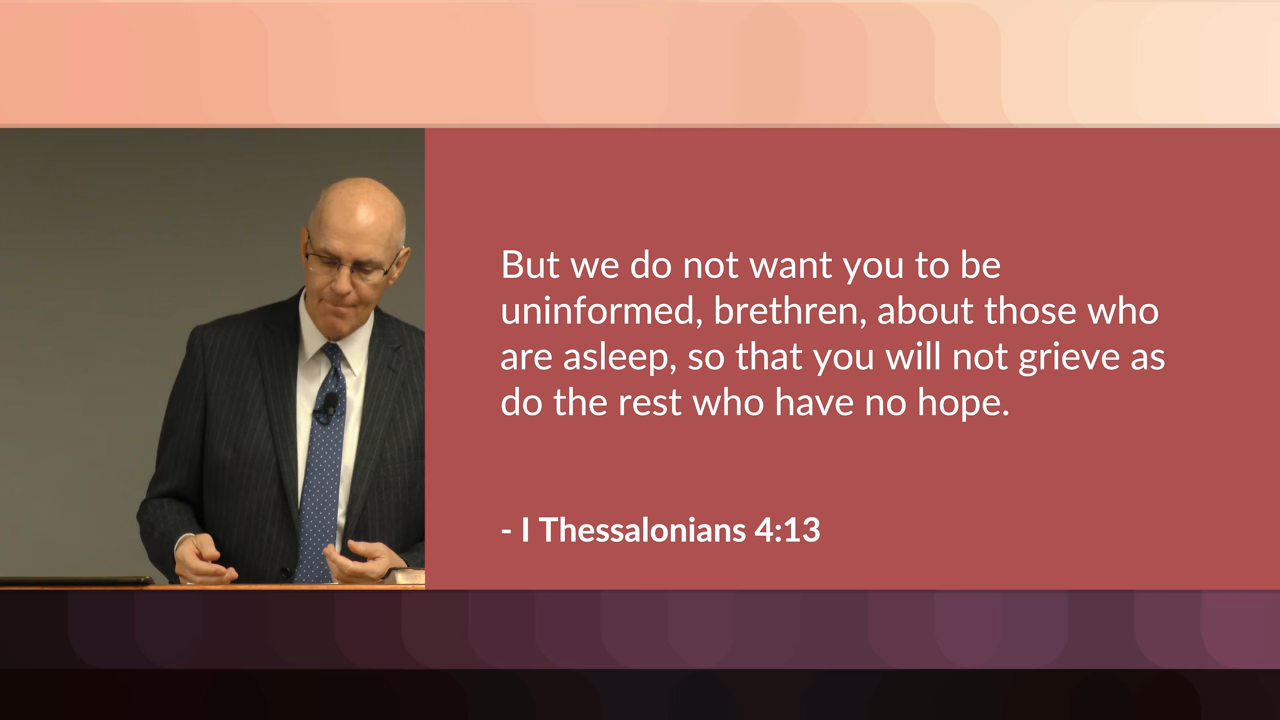 But we do not want you to be
uninformed, brethren, about those who
are asleep, so that you will not grieve as
do the rest who have no hope.
- I Thessalonians 4:13